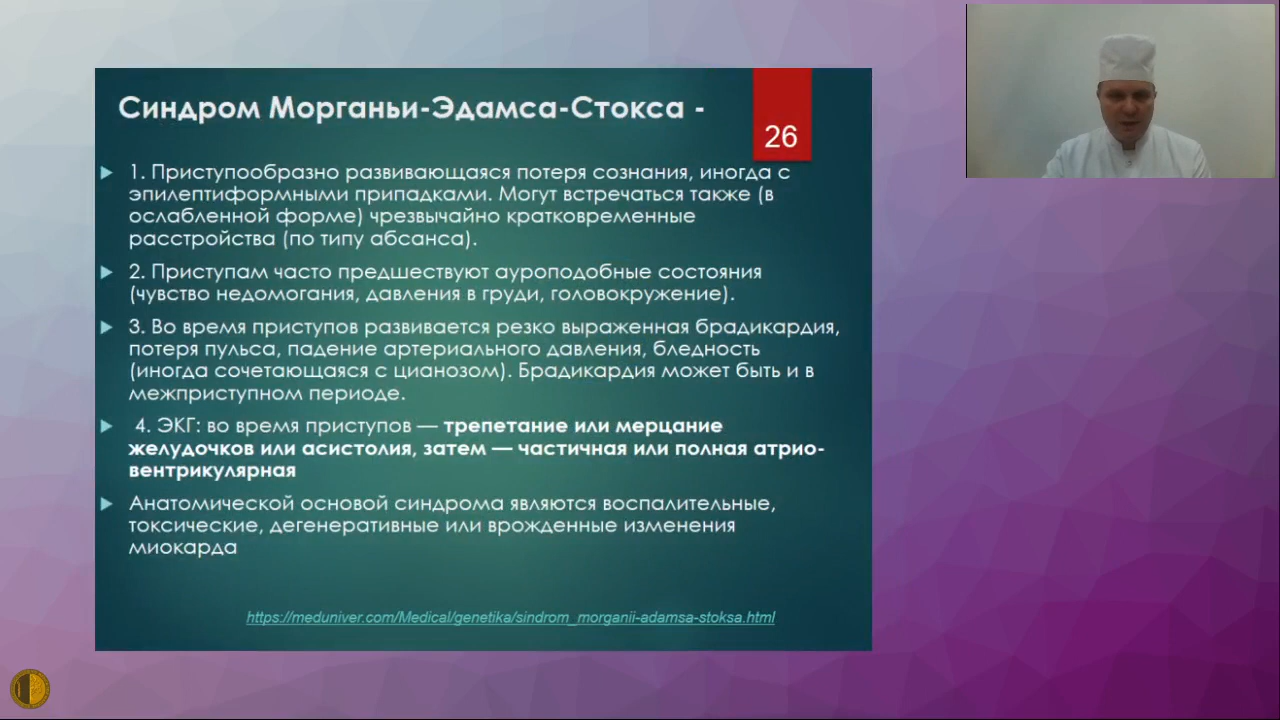 Синдром Морганьи-Эдамса-Стокса -
26
1. Приступообразно развивающаяся потеря сознания, иногда с
эпилептиформными припадками. Могут встречаться также (в
ослабленной форме) чрезвычайно кратковременные
расстройства (по типу абсанса).
2. Приступам часто предшествуют ауроподобные состояния
(чувство недомогания, давления в груди, головокружение).
3. Во время приступов развивается резко выраженная брадикардия,
потеря пульса, падение артериального давления, бледность
(иногда сочетающаяся с цианозом). Брадикардия может быть и в
межприступном периоде.
4. ЭКГ: во время приступов — трепетание или мерцание
желудочков или асистолия, затем — частичная или полная атрио-
вентрикулярная
Анатомической основой синдрома являются воспалительные,
токсические, дегенеративные или врожденные изменения
миокарда
https://meduniver.com/Medical/genetika/sindrom_morganii-adamsa-stoksa.html